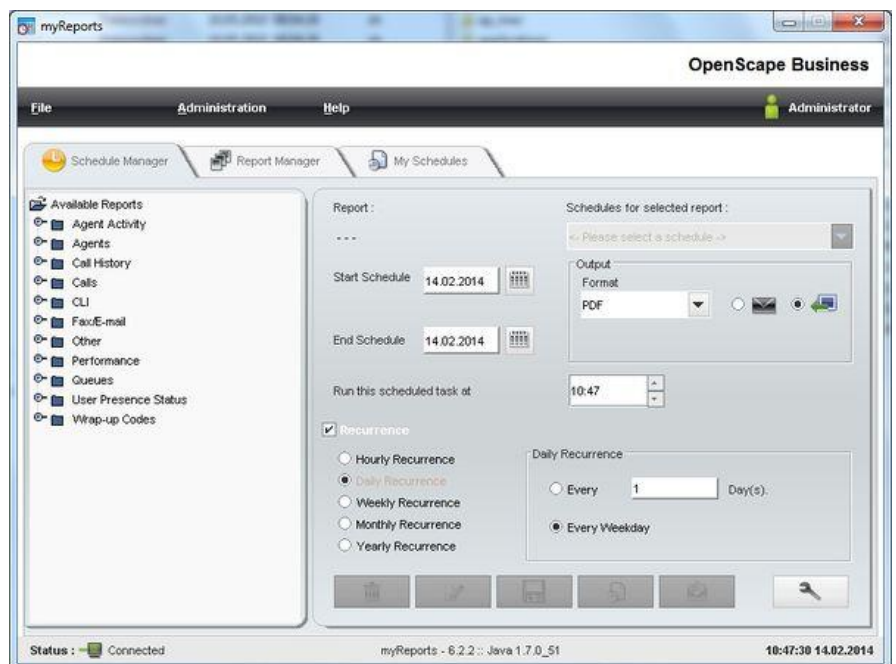 myReports
OpenScape Business
File Administration Help Administrator
Schedule Manager Report Manager My Schedules
Available Reports
Agent Activity
Agents
Call History
Calls
CLI
Fax/E-mail
Other
Performance
Queues
User Presence Status
Wrap-up Codes
Report :
- - -
Schedules for selected report :
<- Please select a schedule ->
Start Schedule 14.02.2014
Output
Format
PDF
End Schedule 14.02.2014
Run this scheduled task at 10:47
Recurrence
Hourly Recurrence
Daily Recurrence
Weekly Recurrence
Monthly Recurrence
Yearly Recurrence
Daily Recurrence
Every 1 Day(s).
Every Weekday
Status : Connected
myReports - 6.2.2 :: Java 1.7.0_51
10:47:30 14.02.2014